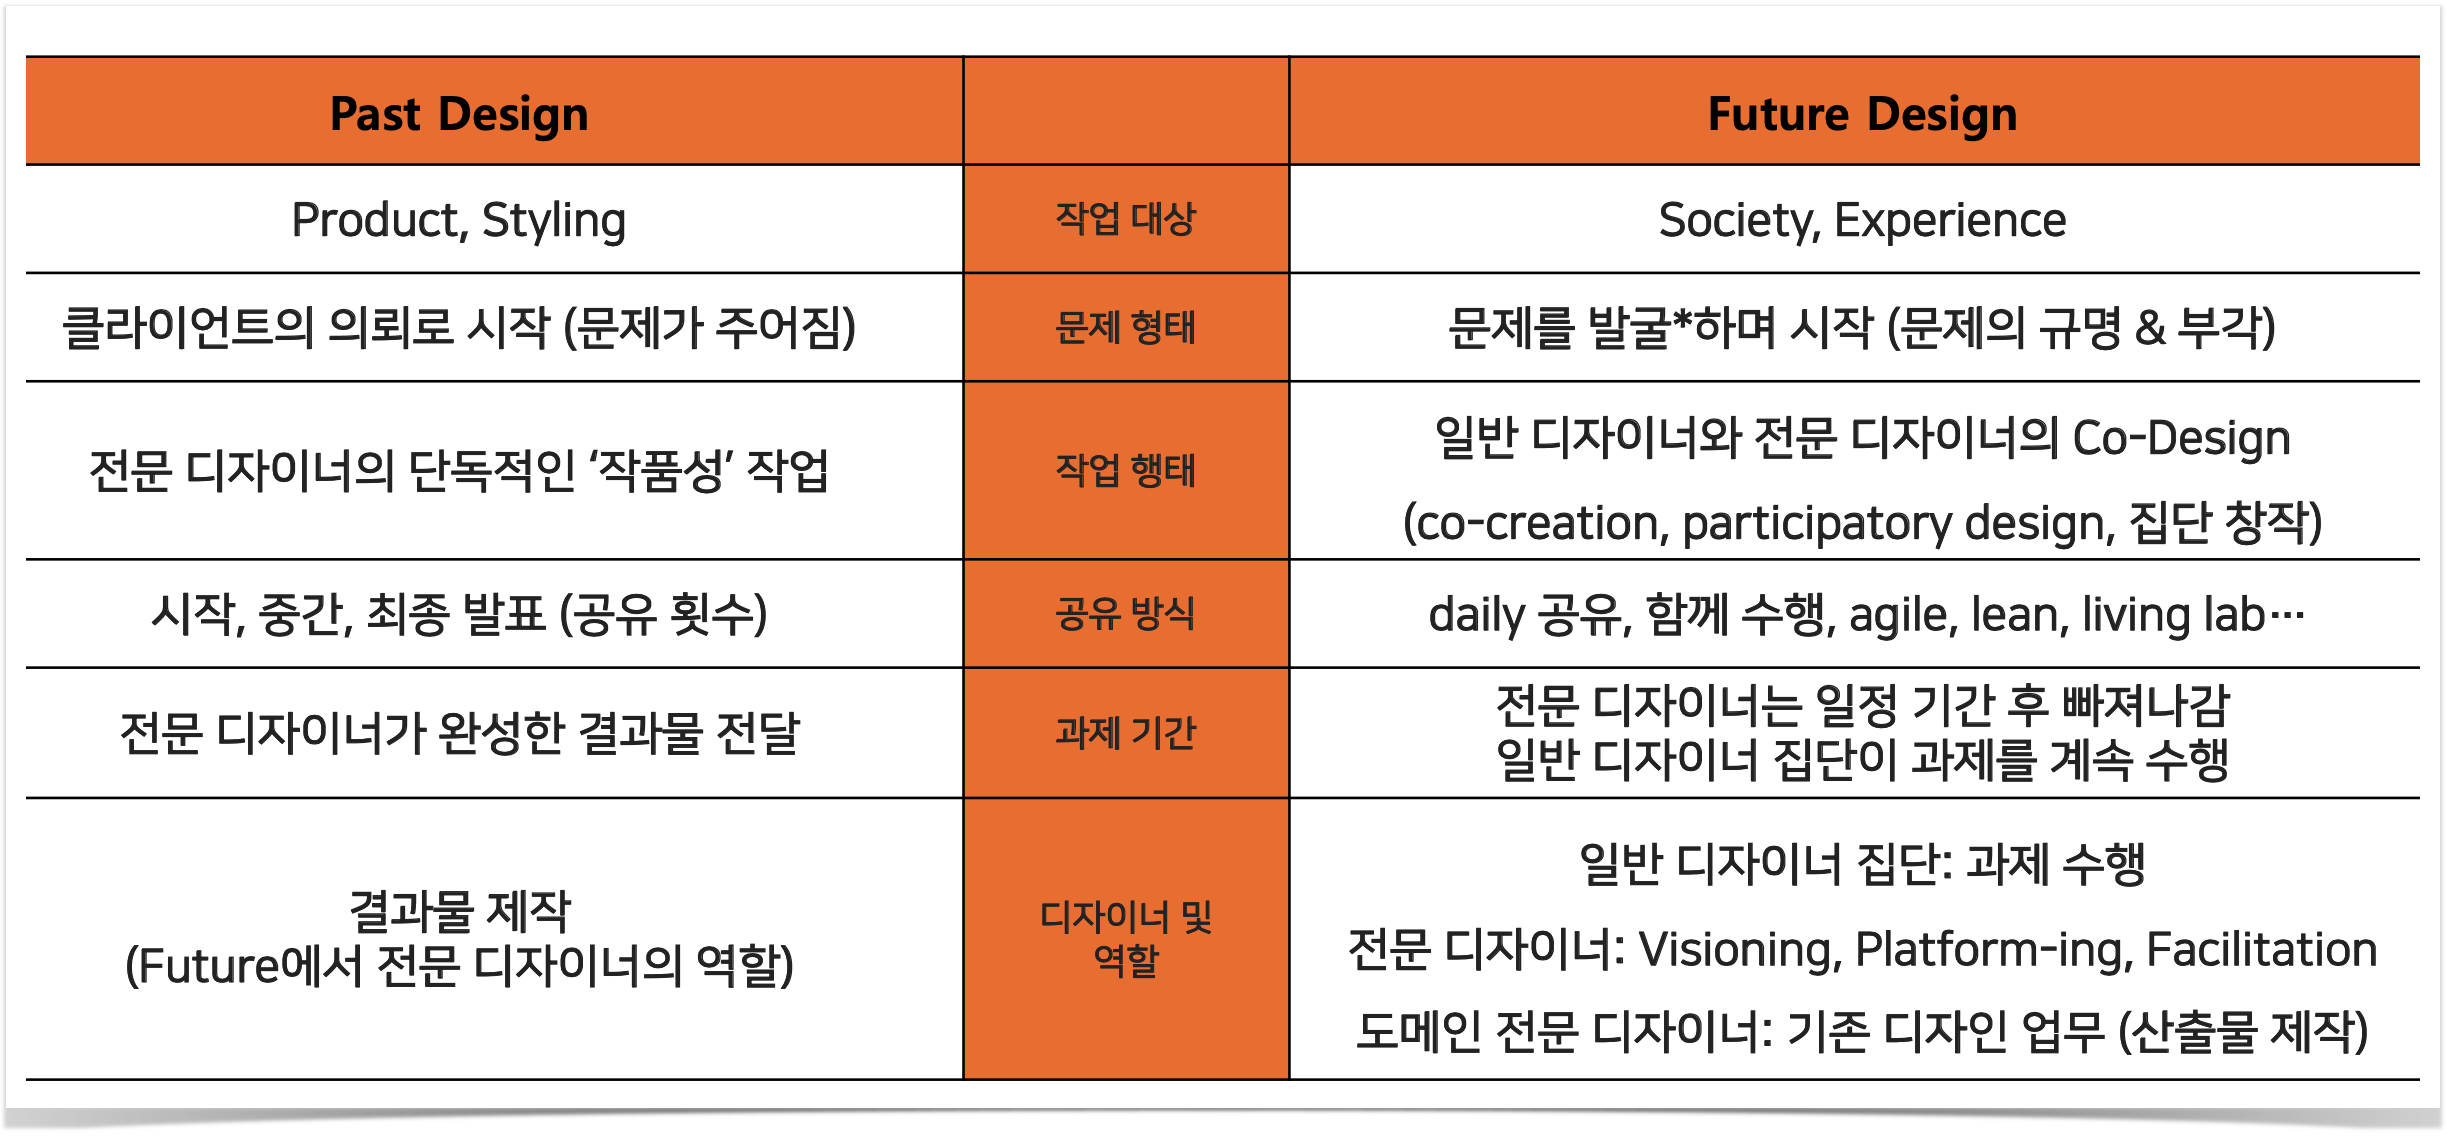 Past Design
Future Design
Product, Styling
작업 대상
Society, Experience
클라이언트의 의뢰로 시작 (문제가 주어짐)
문제 형태
문제를 발굴*하며 시작 (문제의 규명 & 부각)
전문 디자이너의 단독적인 ‘작품성’ 작업
작업 행태
일반 디자이너와 전문 디자이너의 Co-Design
(co-creation, participatory design, 집단 창작)
시작, 중간, 최종 발표 (공유 횟수)
공유 방식
daily 공유, 함께 수행, agile, lean, living lab…
전문 디자이너가 완성한 결과물 전달
과제 기간
전문 디자이너는 일정 기간 후 빠져나감
일반 디자이너 집단이 과제를 계속 수행
결과물 제작
(Future에서 전문 디자이너의 역할)
디자이너 및
역할
일반 디자이너 집단: 과제 수행
전문 디자이너: Visioning, Platform-ing, Facilitation
도메인 전문 디자이너: 기존 디자인 업무 (산출물 제작)